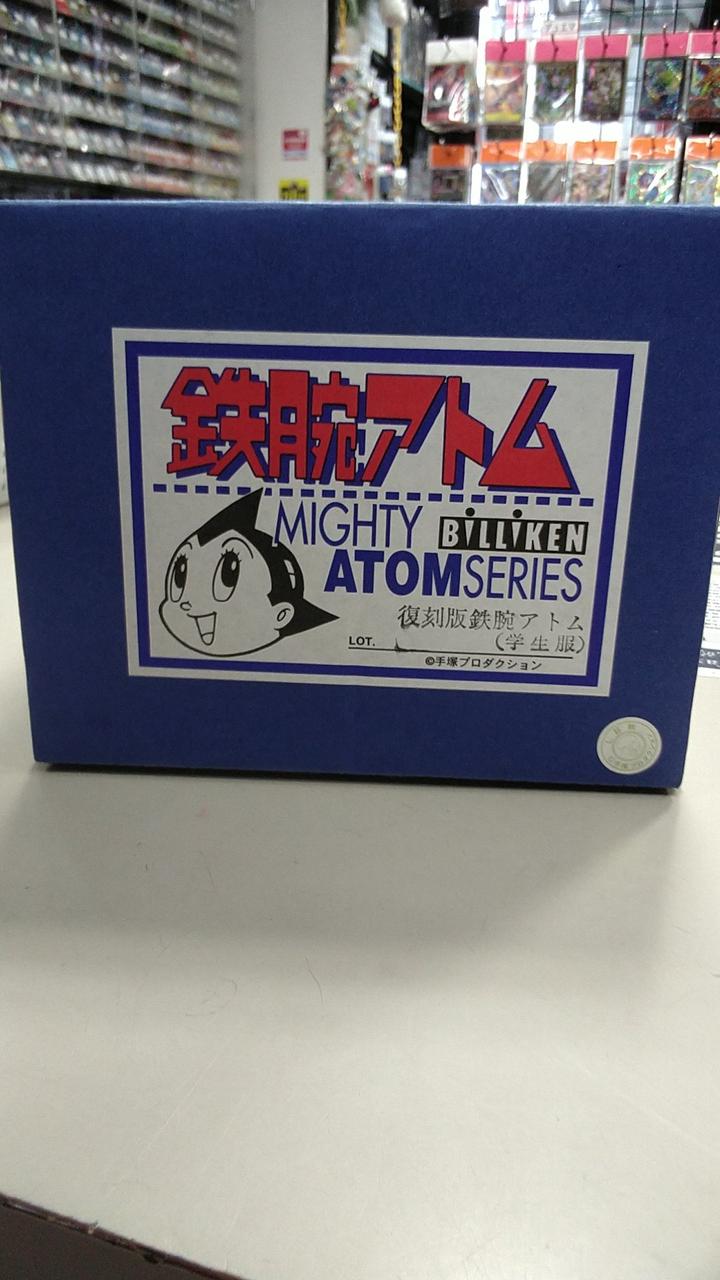 鉄腕アトム
MIGHTY BILLIKEN
ATOMSERIES
復刻版鉄腕アトム
LOT. (学生服)
©手塚プロダクション